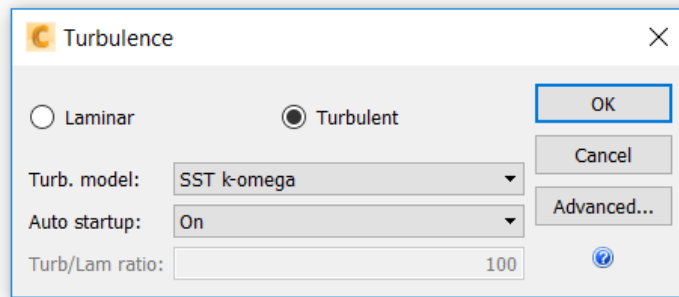 C Turbulence
Laminar Turbulent OK
Cancel
Turb. model: SST k-omega
Advanced...
Auto startup: On
Turb/Lam ratio: 100 ?